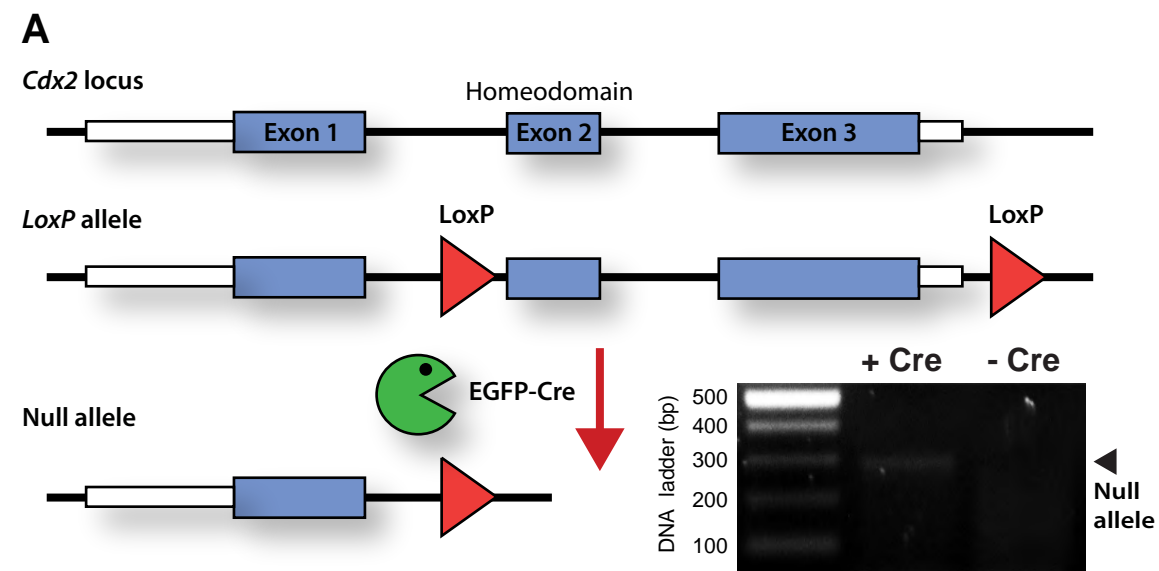 A
Cdx2 locus
Homeodomain
Exon 1
Exon 2
Exon 3
LoxP allele
LoxP
LoxP
EGFP-Cre
Null allele
+ Cre
- Cre
DNA ladder (bp)
500
400
300
200
100
Null
allele